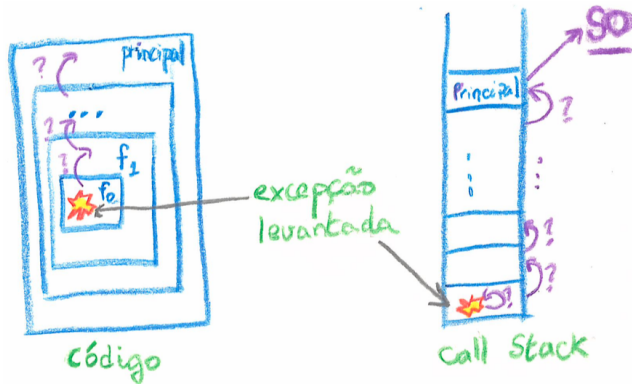 principal
?
...
?
f₁
?
f₀
excepção
levantada
código
SO
Principal
?
?
?
?
Call Stack